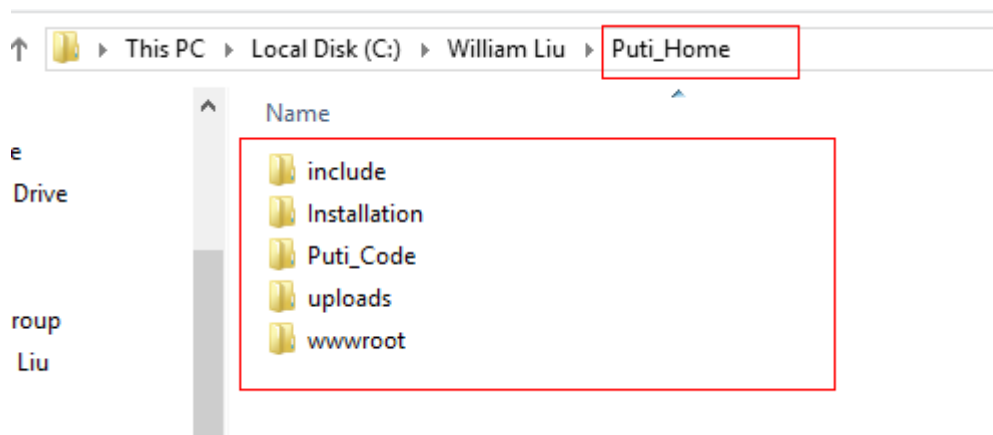 This PC Local Disk (C:) William Liu Puti_Home
Name
e
Drive
roup
Liu
include
Installation
Puti_Code
uploads
wwwroot